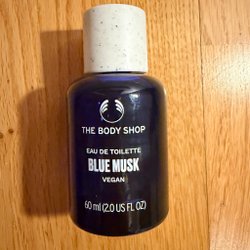 THE BODY SHOP
EAU DE TOILETTE
BLUE MUSK
VEGAN
60 ml (2.0 US FL OZ)